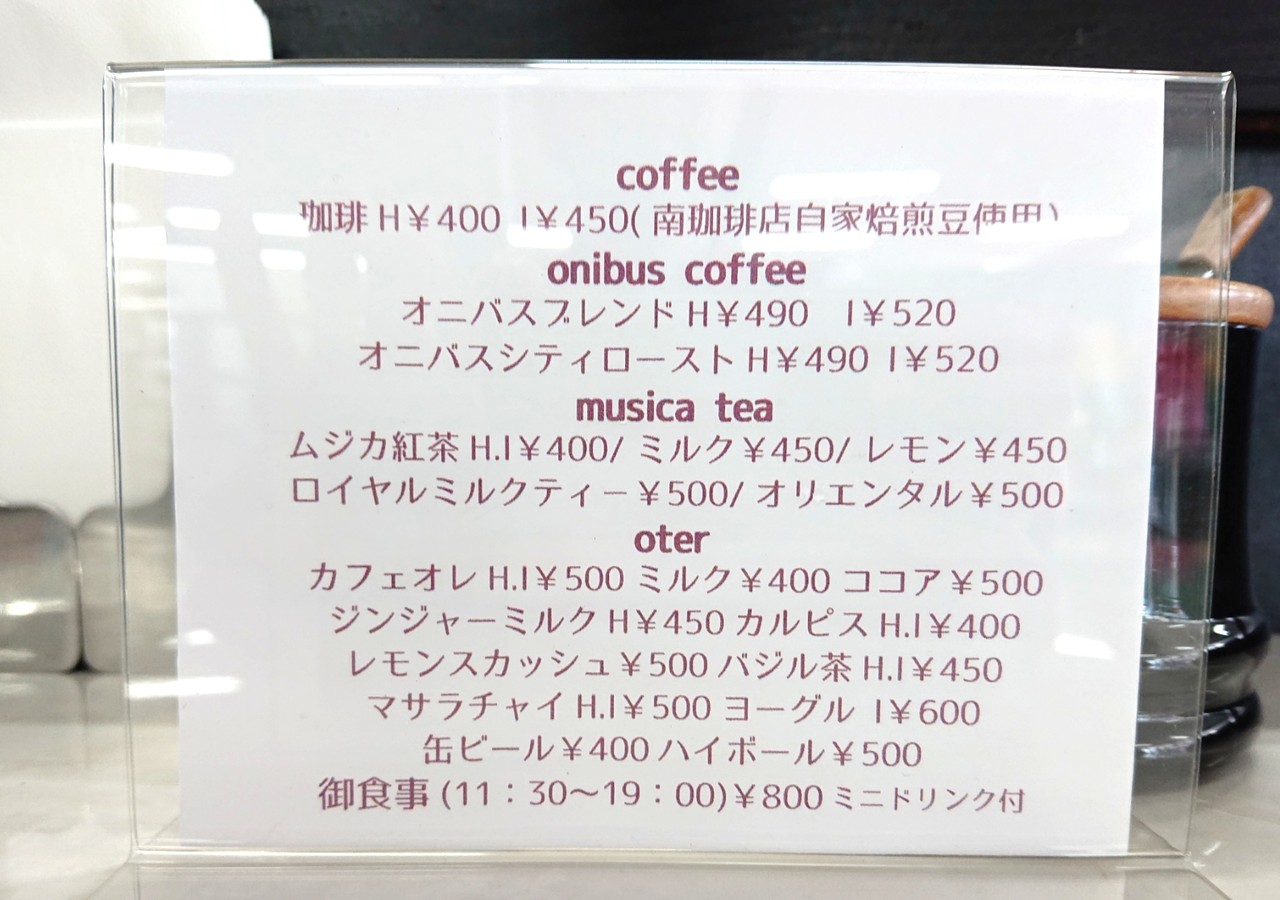 coffee
珈琲 H￥400 I￥450( 南珈琲店自家焙煎豆使用)
onibus coffee
オニバスブレンド H￥490 I￥520
オニバスシティロースト H￥490 I￥520
musica tea
ムジカ紅茶 H.I￥400/ ミルク￥450/ レモン￥450
ロイヤルミルクティー￥500/ オリエンタル￥500
oter
カフェオレ H.I￥500 ミルク￥400 ココア￥500
ジンジャーミルク H￥450 カルピス H.I￥400
レモンスカッシュ￥500 バジル茶 H.I￥450
マサラチャイ H.I￥500 ヨーグル I￥600
缶ビール￥400 ハイボール￥500
御食事 (11：30〜19：00)￥800 ミニドリンク付